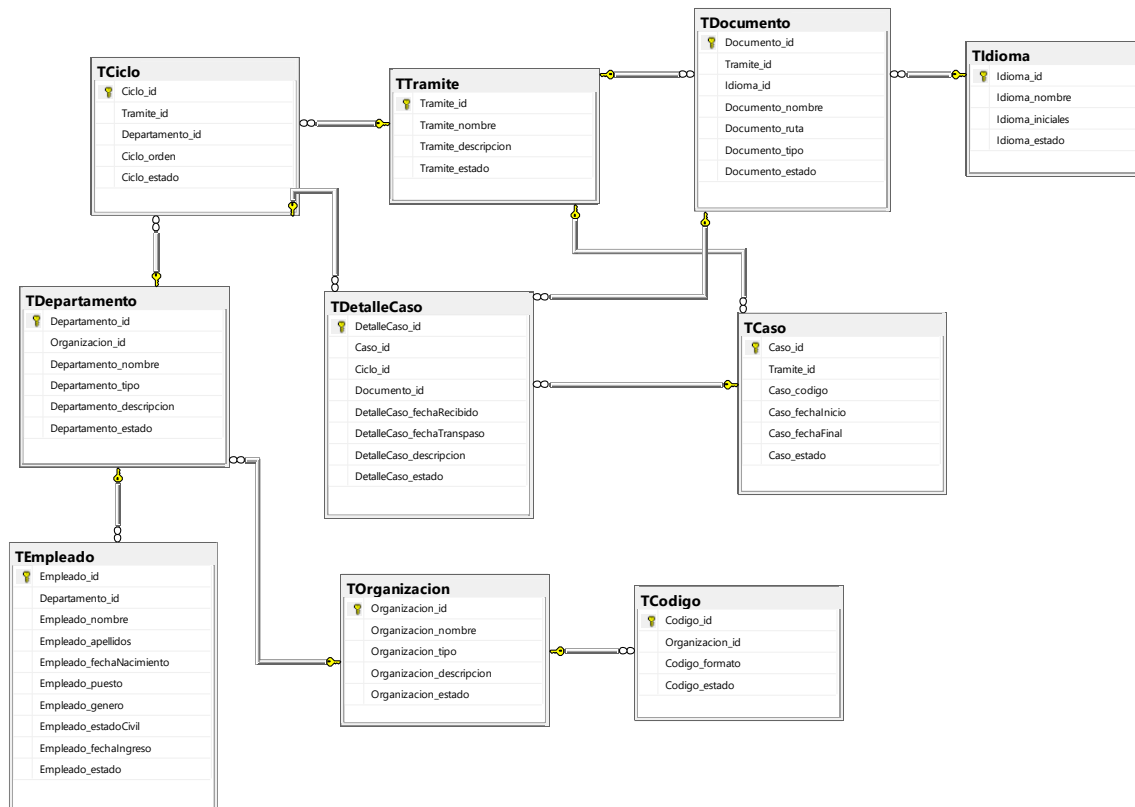 TCiclo
Ciclo_id
Tramite_id
Departamento_id
Ciclo_orden
Ciclo_estado
TTramite
Tramite_id
Tramite_nombre
Tramite_descripcion
Tramite_estado
TDocumento
Documento_id
Tramite_id
Idioma_id
Documento_nombre
Documento_ruta
Documento_tipo
Documento_estado
TIdioma
Idioma_id
Idioma_nombre
Idioma_iniciales
Idioma_estado
TDepartamento
Departamento_id
Organizacion_id
Departamento_nombre
Departamento_tipo
Departamento_descripcion
Departamento_estado
TDetalleCaso
DetalleCaso_id
Caso_id
Ciclo_id
Documento_id
DetalleCaso_fechaRecibido
DetalleCaso_fechaTranspaso
DetalleCaso_descripcion
DetalleCaso_estado
TCaso
Caso_id
Tramite_id
Caso_codigo
Caso_fechaInicio
Caso_fechaFinal
Caso_estado
TEmpleado
Empleado_id
Departamento_id
Empleado_nombre
Empleado_apellidos
Empleado_fechaNacimiento
Empleado_puesto
Empleado_genero
Empleado_estadoCivil
Empleado_fechaIngreso
Empleado_estado
TOrganizacion
Organizacion_id
Organizacion_nombre
Organizacion_tipo
Organizacion_descripcion
Organizacion_estado
TCodigo
Codigo_id
Organizacion_id
Codigo_formato
Codigo_estado